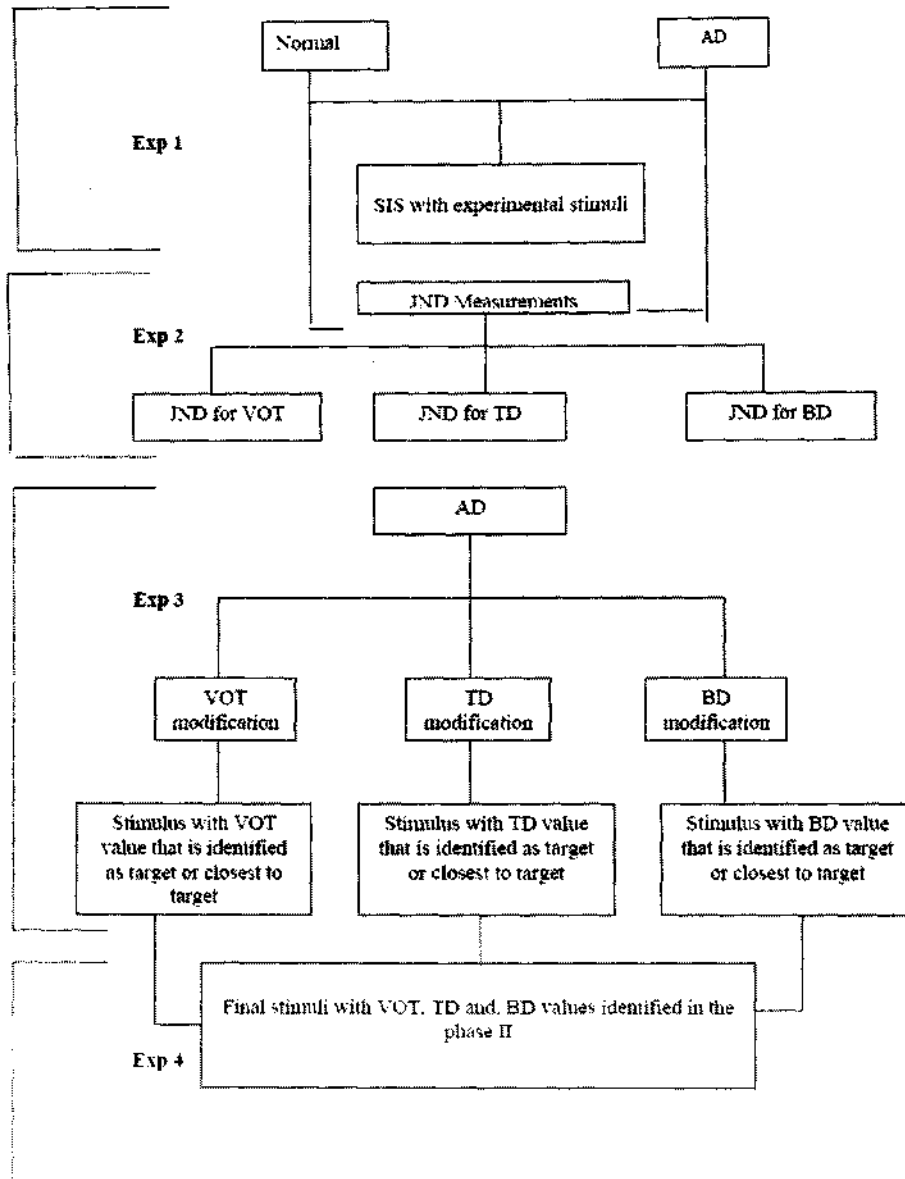 Normal
AD
Exp 1
SIS with experimental stimuli
JND Measurements
Exp 2
JND for VOT
JND for TD
JND for BD
AD
Exp 3
VOT
modification
TD
modification
BD
modification
Stimulus with VOT
value that is identified
as target or closest to
target
Stimulus with TD value
that is identified as target
or closest to target
Stimulus with BD value
that is identified as target
or closest to target
Final stimuli with VOT, TD and, BD values identified in the
phase II
Exp 4